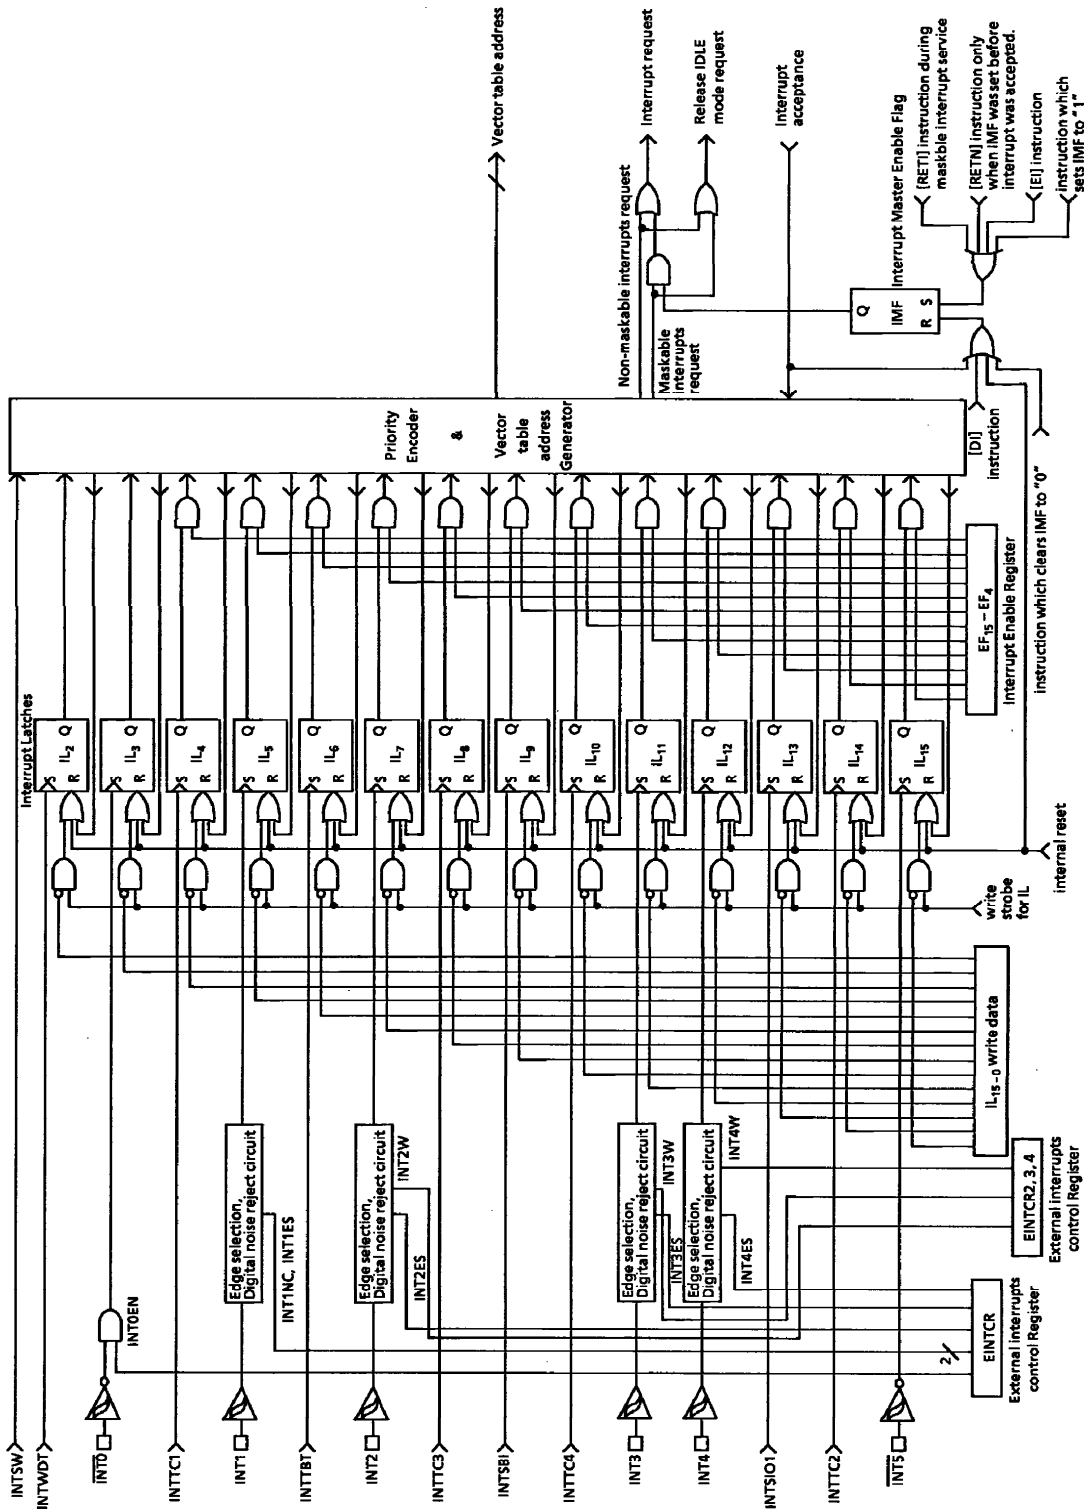 INTSW
INTWDT
INT0
INTTC1
INT1
INTTBT
INT2
INTTC3
INTSBI
INTTC4
INT3
INT4
INTSIO1
INTTC2
INT5
INT0EN
Edge selection,
Digital noise reject circuit
INT1NC, INT1ES
Edge selection,
Digital noise reject circuit
INT2W
INT2ES
Edge selection,
Digital noise reject circuit
INT3W
INT3ES
Edge selection,
Digital noise reject circuit
INT4W
INT4ES
2
EINTCR
External interrupts
control Register
EINTCR2, 3, 4
External interrupts
control Register
IL15-0 write data
write
strobe
for IL
internal reset
Interrupt Latches
S IL2 Q
R
S IL3 Q
R
S IL4 Q
R
S IL5 Q
R
S IL6 Q
R
S IL7 Q
R
S IL8 Q
R
S IL9 Q
R
S IL10 Q
R
S IL11 Q
R
S IL12 Q
R
S IL13 Q
R
S IL14 Q
R
S IL15 Q
R
EF15 – EF4
Interrupt Enable Register
instruction which clears IMF to "0"
Priority
Encoder
&
Vector
table
address
Generator
[DI]
instruction
Vector table address
Non-maskable interrupts request
Maskable
interrupts
request
Interrupt request
Release IDLE
mode request
Interrupt
acceptance
Q
IMF
R S
Interrupt Master Enable Flag
[RETI] instruction during
maskble interrupt service
[RETN] instruction only
when IMF was set before
interrupt was accepted.
[EI] instruction
instruction which
sets IMF to "1"